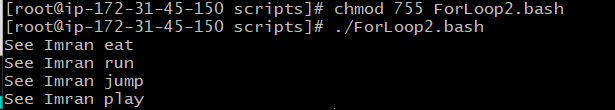 [root@ip-172-31-45-150 scripts]# chmod 755 ForLoop2.bash
[root@ip-172-31-45-150 scripts]# ./ForLoop2.bash
See Imran eat
See Imran run
See Imran jump
See Imran play